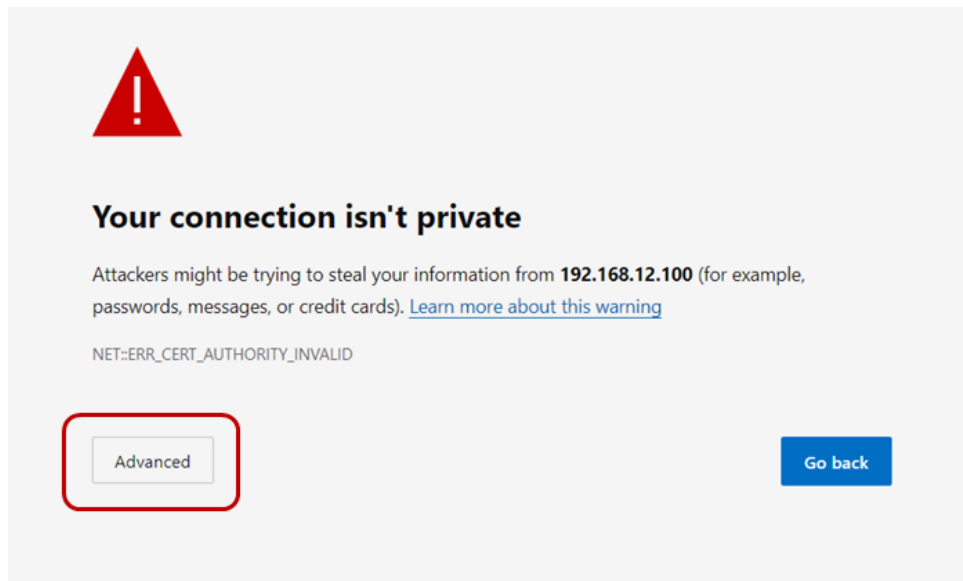 !
Your connection isn't private
Attackers might be trying to steal your information from 192.168.12.100 (for example,
passwords, messages, or credit cards). Learn more about this warning
NET::ERR_CERT_AUTHORITY_INVALID
Advanced
Go back